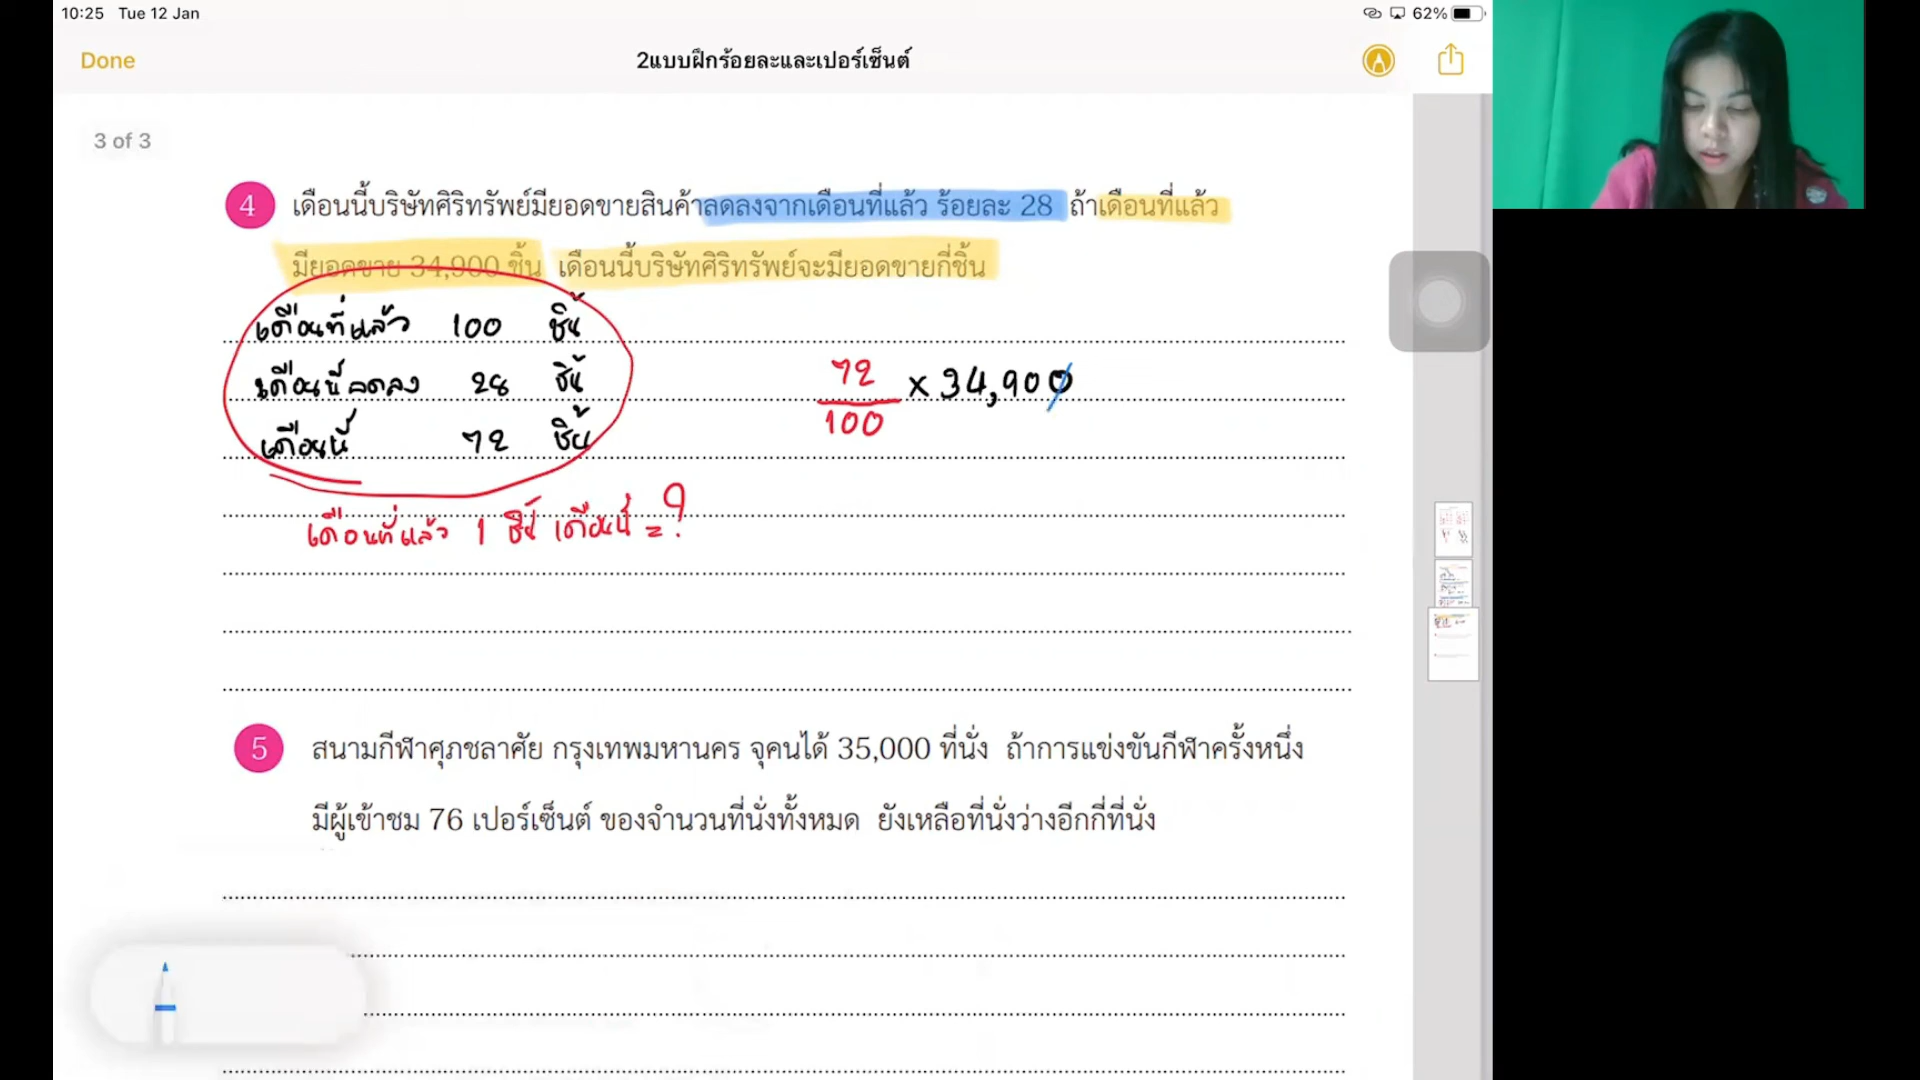 10:25 Tue 12 Jan
62%
Done
2แบบฝึกร้อยละและเปอร์เซ็นต์
3 of 3
4 เดือนนี้บริษัทศิริทรัพย์มียอดขายสินค้าลดลงจากเดือนที่แล้ว ร้อยละ 28 ถ้าเดือนที่แล้ว
มียอดขาย 34,900 ชิ้น เดือนนี้บริษัทศิริทรัพย์จะมียอดขายกี่ชิ้น
เดือนที่แล้ว 100 ชิ้น
เดือนนี้ลดลง 28 ชิ้น
เดือนนี้ 72 ชิ้น
72
100
× 34,900
เดือนที่แล้ว 1 ชิ้น เดือนนี้ = ?
5 สนามกีฬาศุภชลาศัย กรุงเทพมหานคร จุคนได้ 35,000 ที่นั่ง ถ้าการแข่งขันกีฬาครั้งหนึ่ง
มีผู้เข้าชม 76 เปอร์เซ็นต์ ของจำนวนที่นั่งทั้งหมด ยังเหลือที่นั่งว่างอีกกี่ที่นั่ง